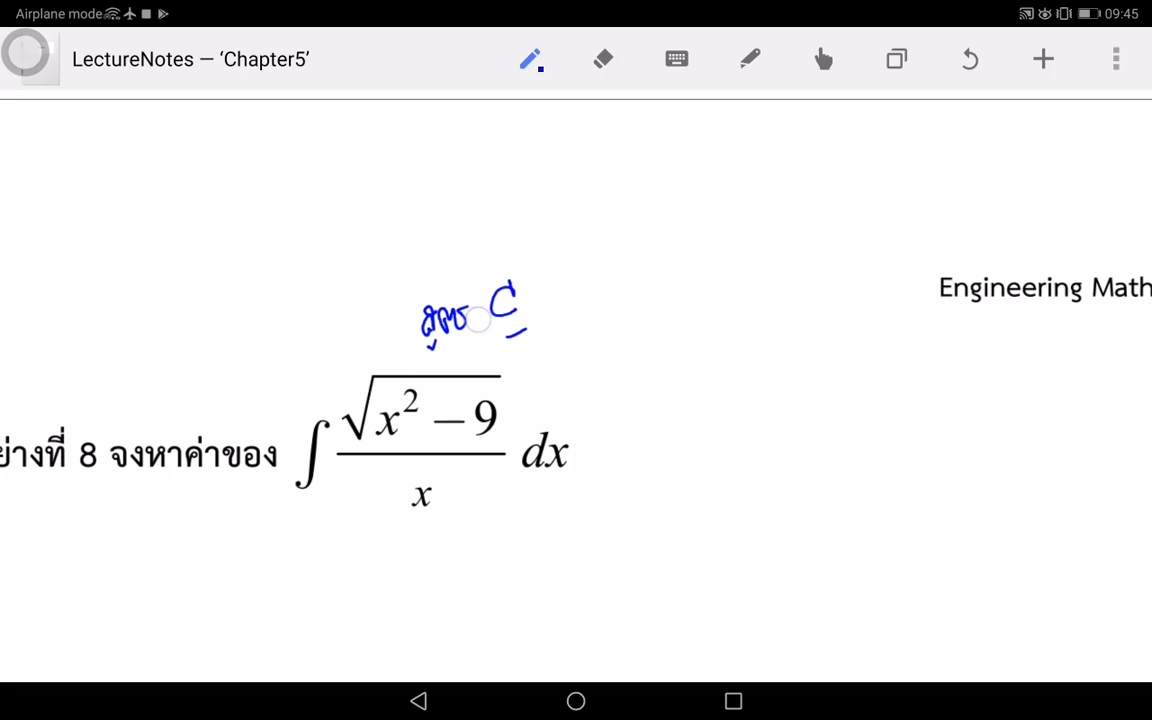 Airplane mode 09:45
LectureNotes — ‘Chapter5’
Engineering Math
สูตร C
ย่างที่ 8 จงหาค่าของ ∫ √(x² − 9) / x dx